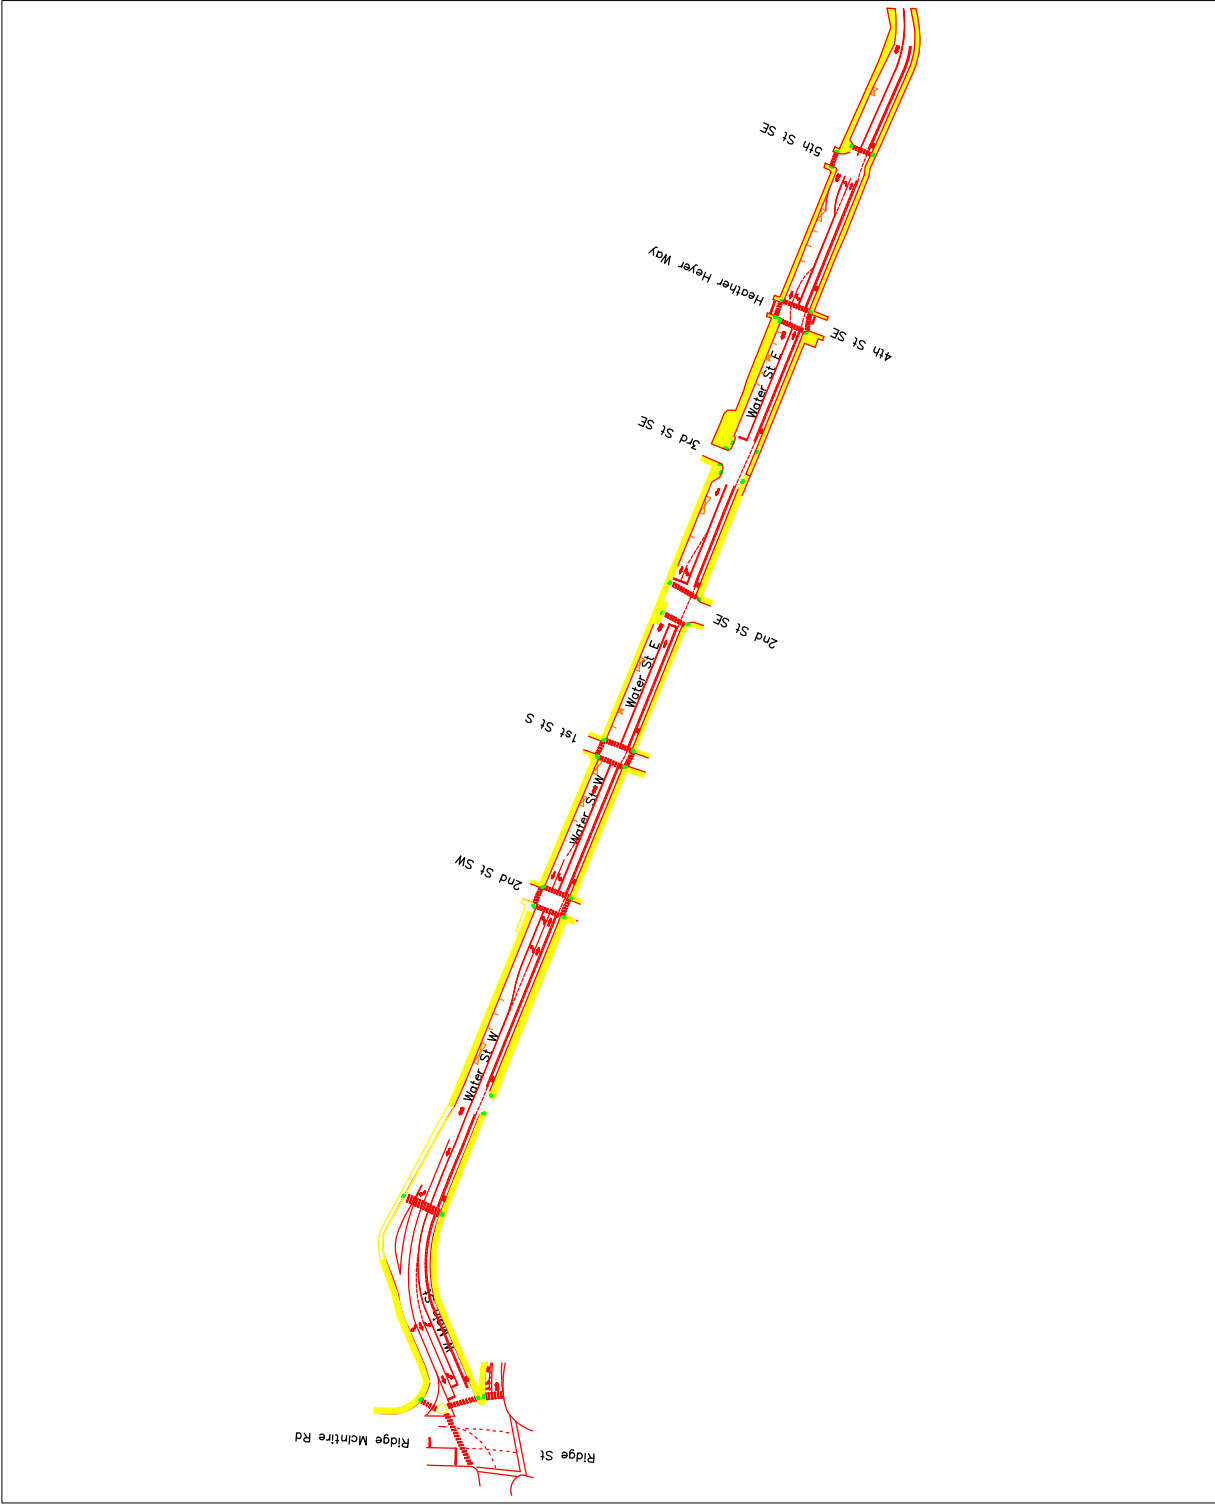 5th St SE
Heather Heyer Way
4th St SE
Water St E
3rd St SE
2nd St SE
Water St E
1st St S
Water St W
2nd St SW
Water St W
W Main St
Ridge McIntire Rd
Ridge St